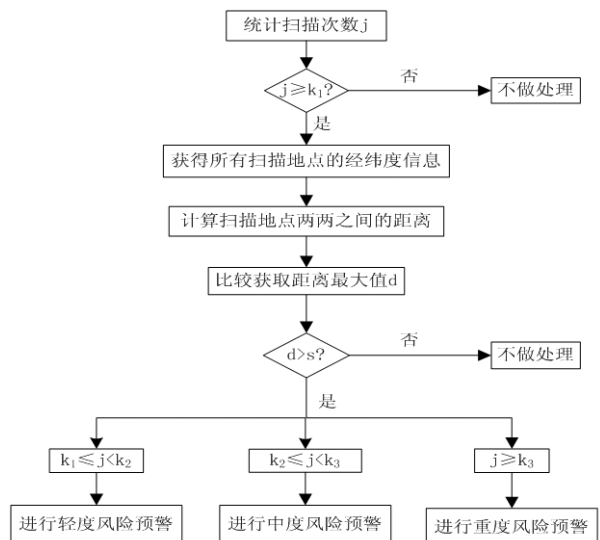 统计扫描次数j
j≥k₁?
否
不做处理
是
获得所有扫描地点的经纬度信息
计算扫描地点两两之间的距离
比较获取距离最大值d
d>s?
否
不做处理
是
k₁≤j<k₂
k₂≤j<k₃
j≥k₃
进行轻度风险预警
进行中度风险预警
进行重度风险预警